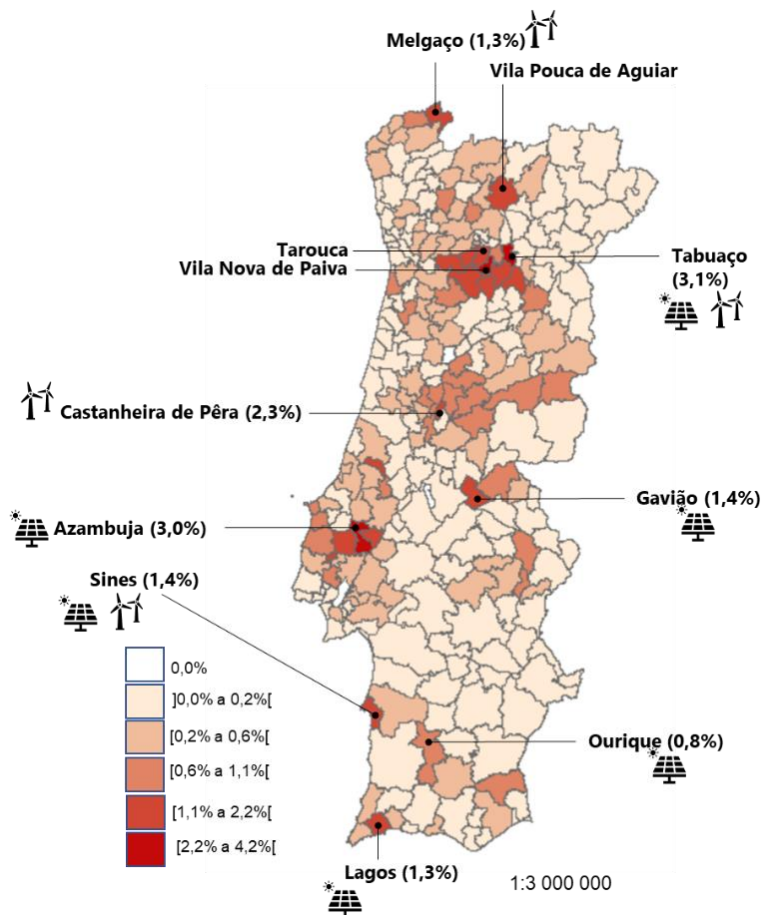 Melgaço (1,3%)
Vila Pouca de Aguiar
Tarouca
Vila Nova de Paiva
Tabuaço
(3,1%)
Castanheira de Pêra (2,3%)
Gavião (1,4%)
Azambuja (3,0%)
Sines (1,4%)
0,0%
]0,0% a 0,2%[
[0,2% a 0,6%[
[0,6% a 1,1%[
[1,1% a 2,2%[
[2,2% a 4,2%[
Ourique (0,8%)
Lagos (1,3%)
1:3 000 000